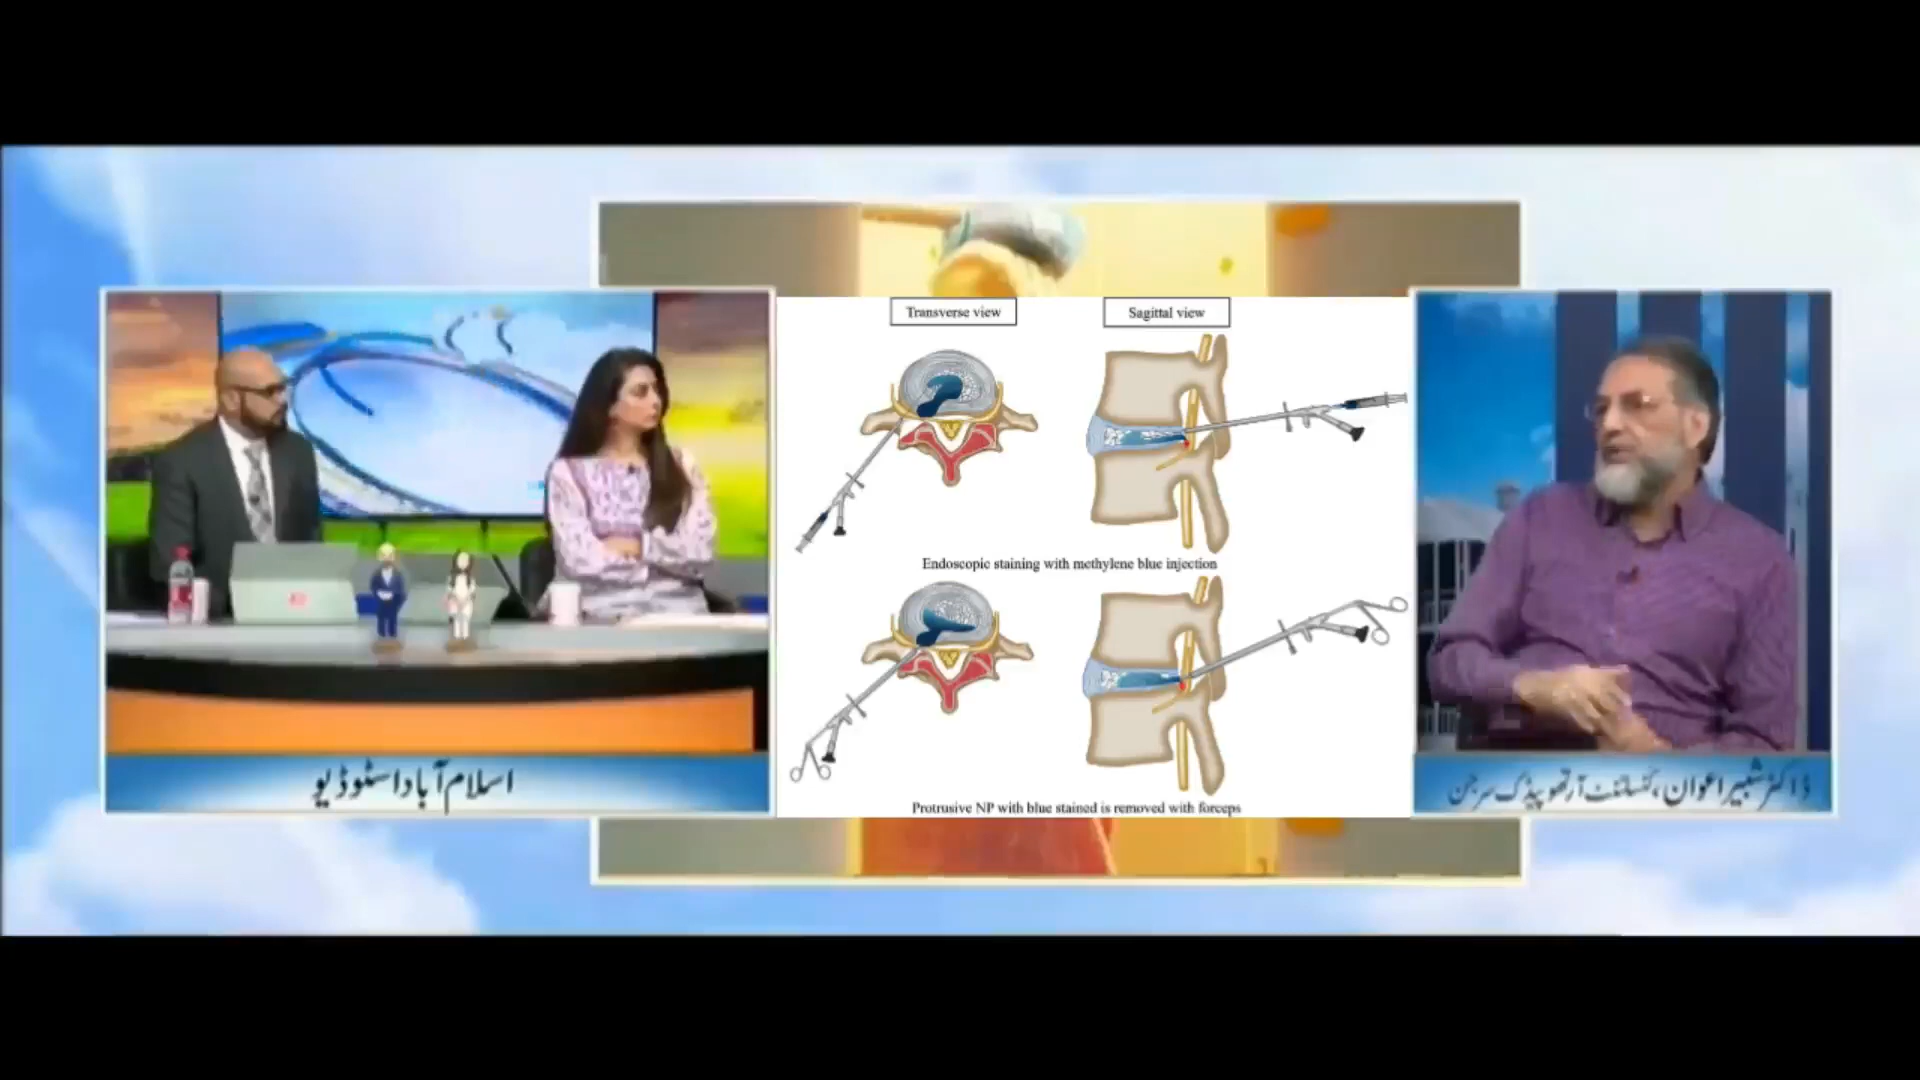 Transverse view
Sagittal view
Endoscopic staining with methylene blue injection
Protrusive NP with blue stained is removed with forceps
اسلام آباد اسٹوڈیو
ڈاکٹر شبیر اعوان، کنسلٹنٹ آرتھوپیڈک سرجن